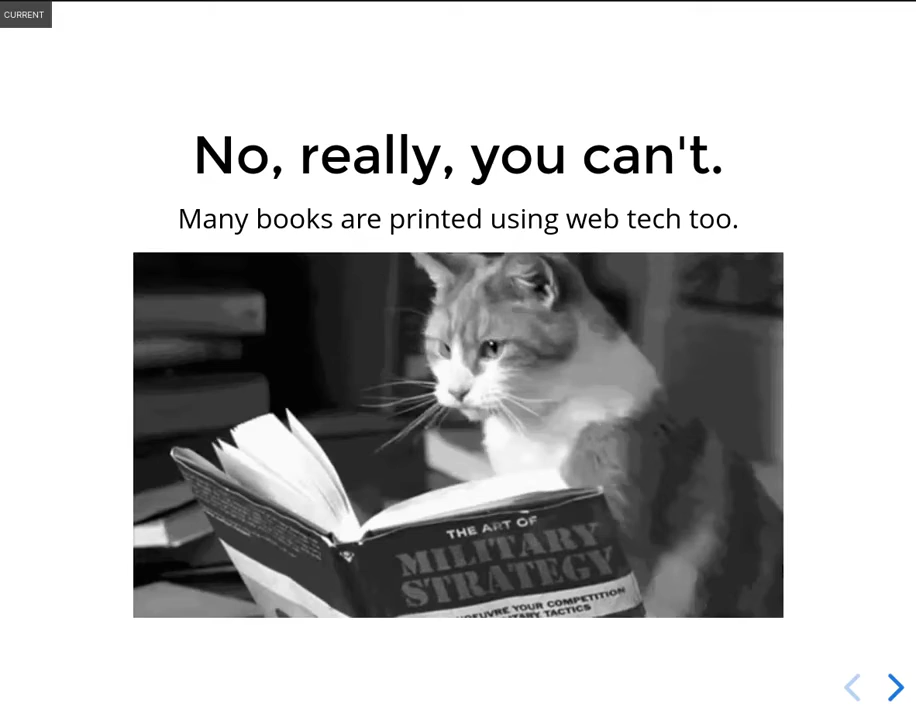 CURRENT
No, really, you can't.
Many books are printed using web tech too.
THE ART OF
MILITARY
STRATEGY
YOUR COMPETITION
TACTICS